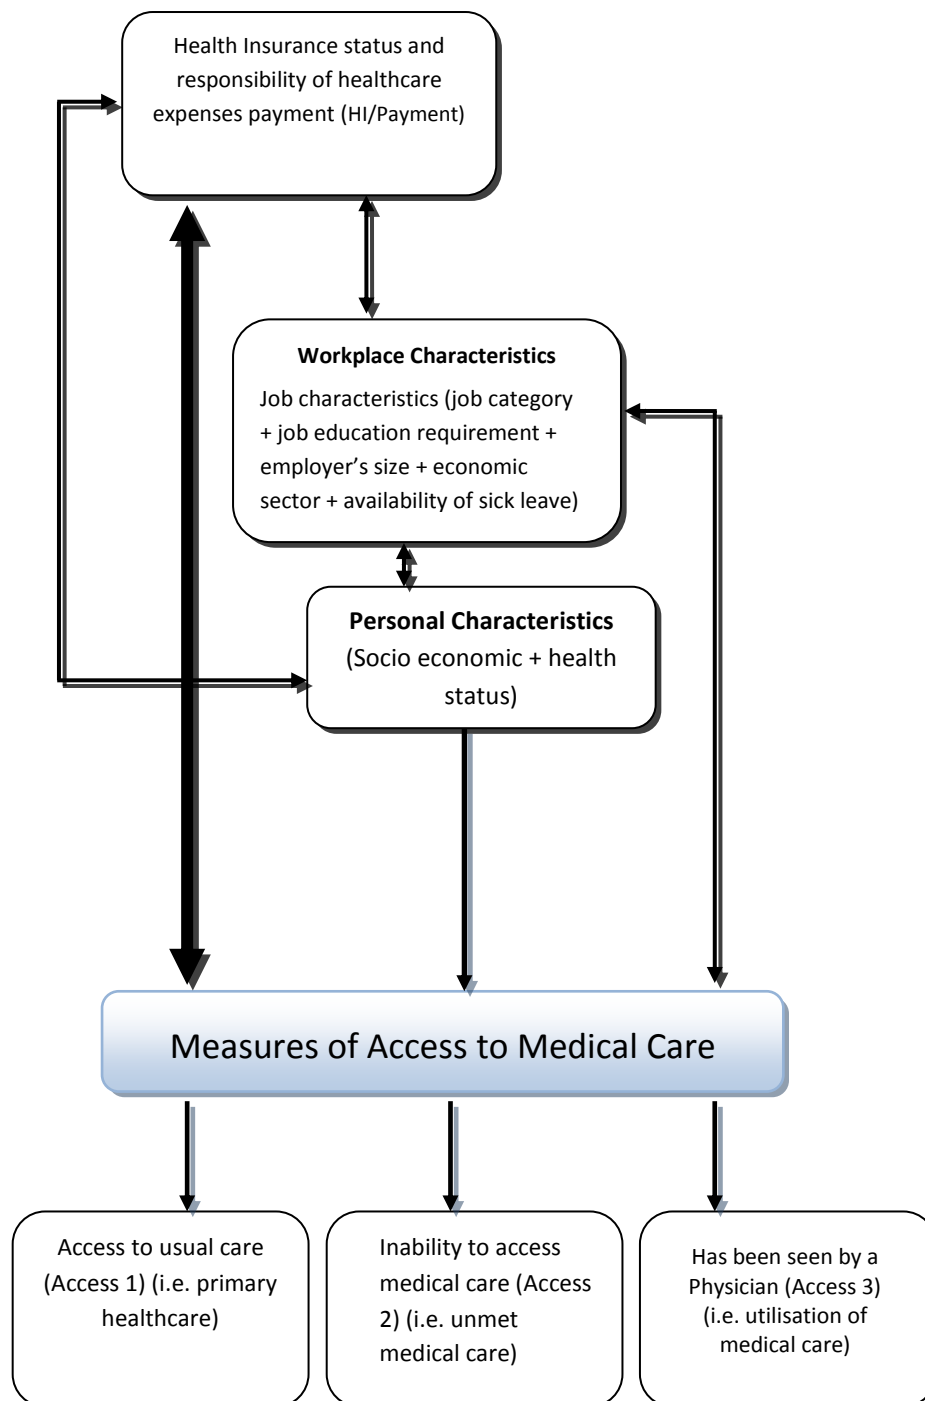 Health Insurance status and
responsibility of healthcare
expenses payment (HI/Payment)
Workplace Characteristics
Job characteristics (job category
+ job education requirement +
employer’s size + economic
sector + availability of sick leave)
Personal Characteristics
(Socio economic + health
status)
Measures of Access to Medical Care
Access to usual care
(Access 1) (i.e. primary
healthcare)
Inability to access
medical care (Access
2) (i.e. unmet
medical care)
Has been seen by a
Physician (Access 3)
(i.e. utilisation of
medical care)